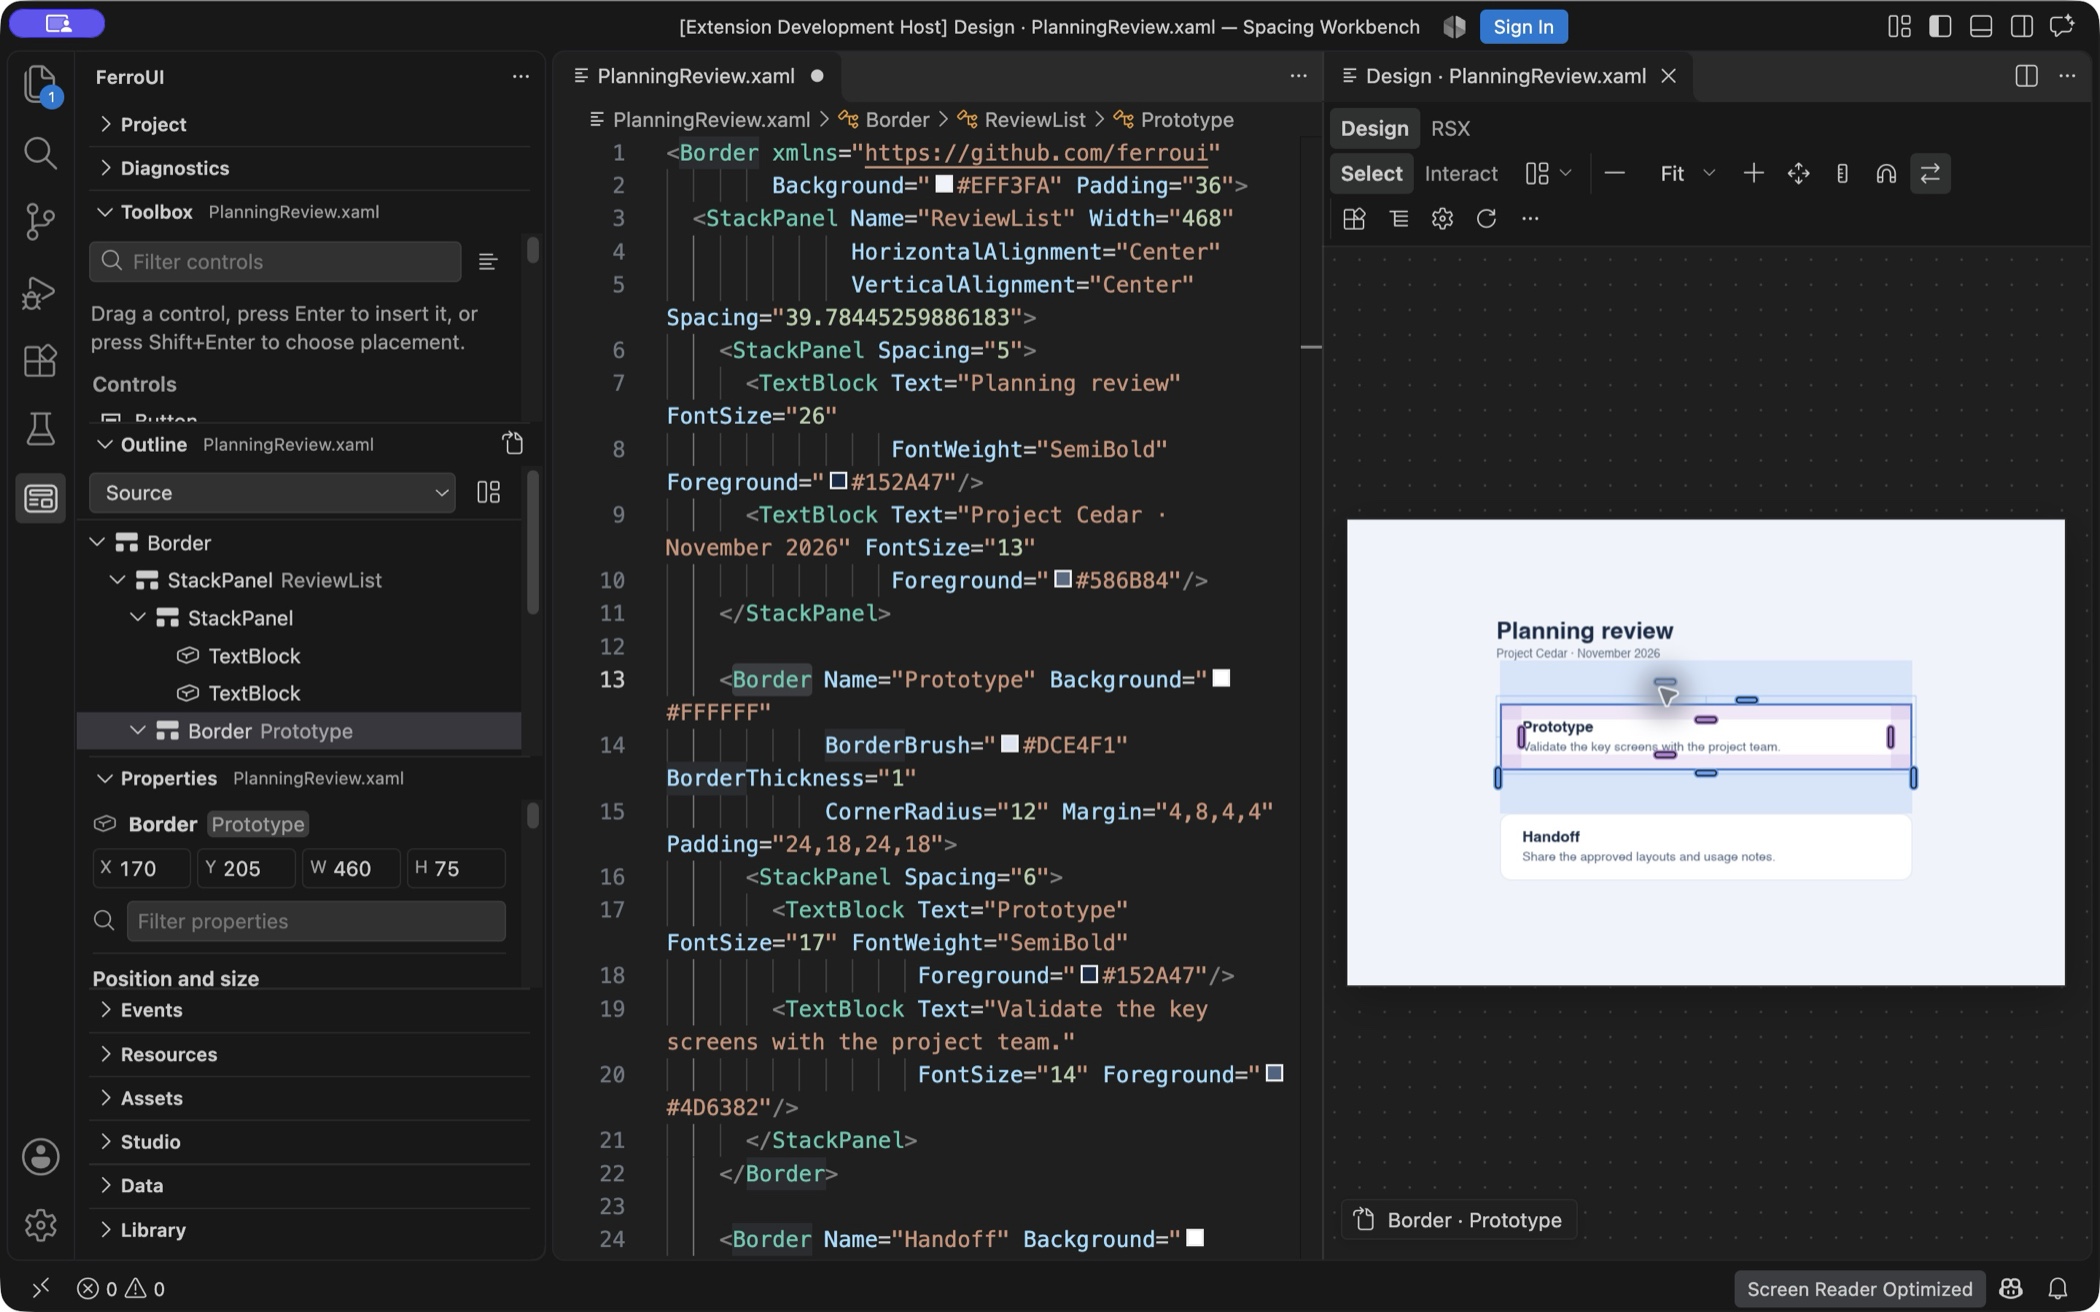 [Extension Development Host] Design · PlanningReview.xaml — Spacing Workbench
Sign In
1
FerroUI
Project
Diagnostics
Toolbox PlanningReview.xaml
Filter controls
Drag a control, press Enter to insert it, or
press Shift+Enter to choose placement.
Controls
Button
Outline PlanningReview.xaml
Source
Border
StackPanel ReviewList
StackPanel
TextBlock
TextBlock
Border Prototype
Properties PlanningReview.xaml
Border Prototype
X 170 Y 205 W 460 H 75
Filter properties
Position and size
Events
Resources
Assets
Studio
Data
Library
PlanningReview.xaml
PlanningReview.xaml > Border > ReviewList > Prototype
1 <Border xmlns="https://github.com/ferroui"
2 Background="#EFF3FA" Padding="36">
3 <StackPanel Name="ReviewList" Width="468"
4 HorizontalAlignment="Center"
5 VerticalAlignment="Center"
Spacing="39.78445259886183">
6 <StackPanel Spacing="5">
7 <TextBlock Text="Planning review"
FontSize="26"
8 FontWeight="SemiBold"
Foreground="#152A47"/>
9 <TextBlock Text="Project Cedar ·
November 2026" FontSize="13"
10 Foreground="#586B84"/>
11 </StackPanel>
12
13 <Border Name="Prototype" Background="
#FFFFFF"
14 BorderBrush="#DCE4F1"
BorderThickness="1"
15 CornerRadius="12" Margin="4,8,4,4"
Padding="24,18,24,18">
16 <StackPanel Spacing="6">
17 <TextBlock Text="Prototype"
FontSize="17" FontWeight="SemiBold"
18 Foreground="#152A47"/>
19 <TextBlock Text="Validate the key
screens with the project team."
20 FontSize="14" Foreground="
#4D6382"/>
21 </StackPanel>
22 </Border>
23
24 <Border Name="Handoff" Background="
Design · PlanningReview.xaml
Design RSX
Select Interact Fit
Planning review
Project Cedar · November 2026
Prototype
Validate the key screens with the project team.
Handoff
Share the approved layouts and usage notes.
Border · Prototype
0 0
Screen Reader Optimized